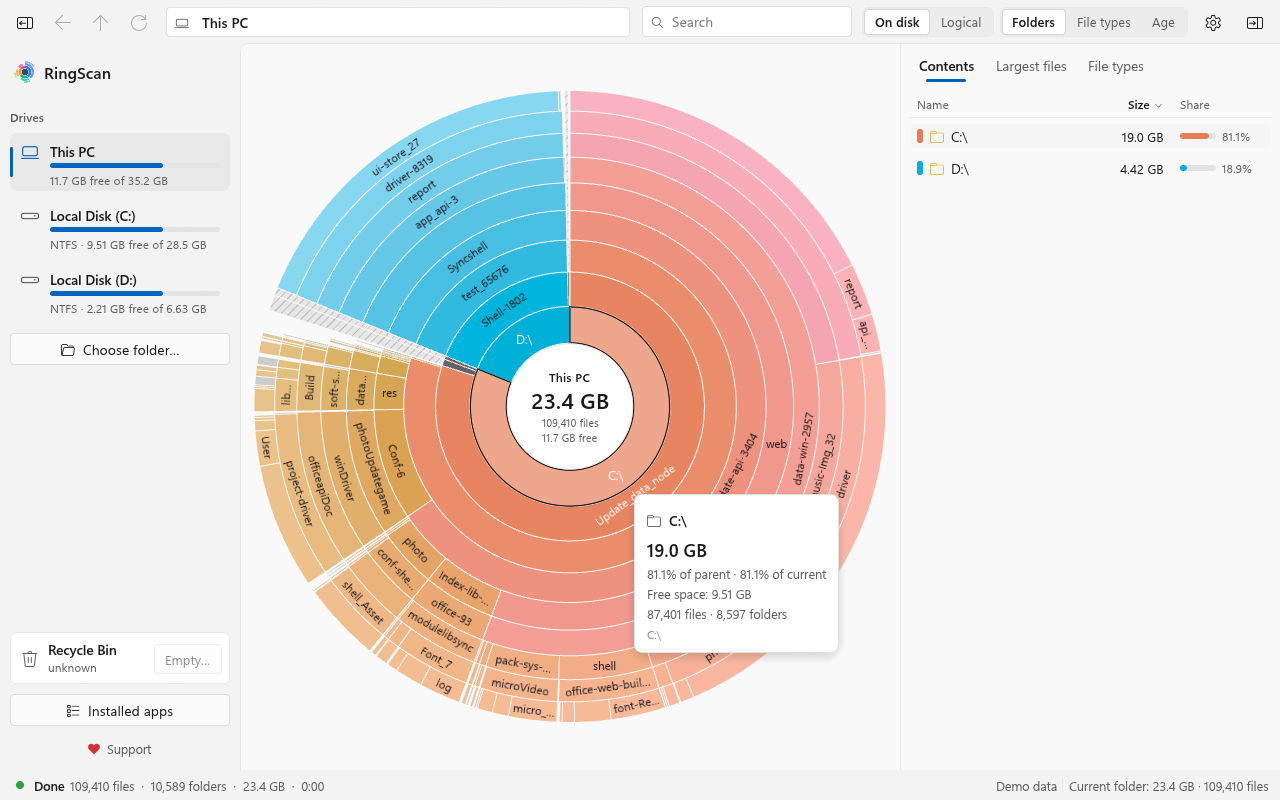 This PC
Search
On disk
Logical
Folders
File types
Age
RingScan
Drives
This PC
11.7 GB free of 35.2 GB
Local Disk (C:)
NTFS · 9.51 GB free of 28.5 GB
Local Disk (D:)
NTFS · 2.21 GB free of 6.63 GB
Choose folder...
Recycle Bin
unknown
Empty...
Installed apps
Support
ui-store_27
driver-8319
report
app_api-3
Syncshell
test_65676
Shell-1802
D:\
This PC
23.4 GB
109,410 files
11.7 GB free
C:\
Update_data_node
web
data-win-2957
driver
report
api_...
res
data...
soft-s...
Build
lib...
Conf-6
photoUpdategame
winDriver
officeapiDoc
project-driver
User
photo
conf-she...
shell_Asset
Index-lib-...
office-93
modulelibsync
Font_7
log
pack-sys-...
microVideo
micro_...
shell
office-web-buil...
font-Re...
C:\
19.0 GB
81.1% of parent · 81.1% of current
Free space: 9.51 GB
87,401 files · 8,597 folders
C:\
Contents
Largest files
File types
Name
Size
Share
C:\
19.0 GB
81.1%
D:\
4.42 GB
18.9%
Done 109,410 files · 10,589 folders · 23.4 GB · 0:00
Demo data
Current folder: 23.4 GB · 109,410 files